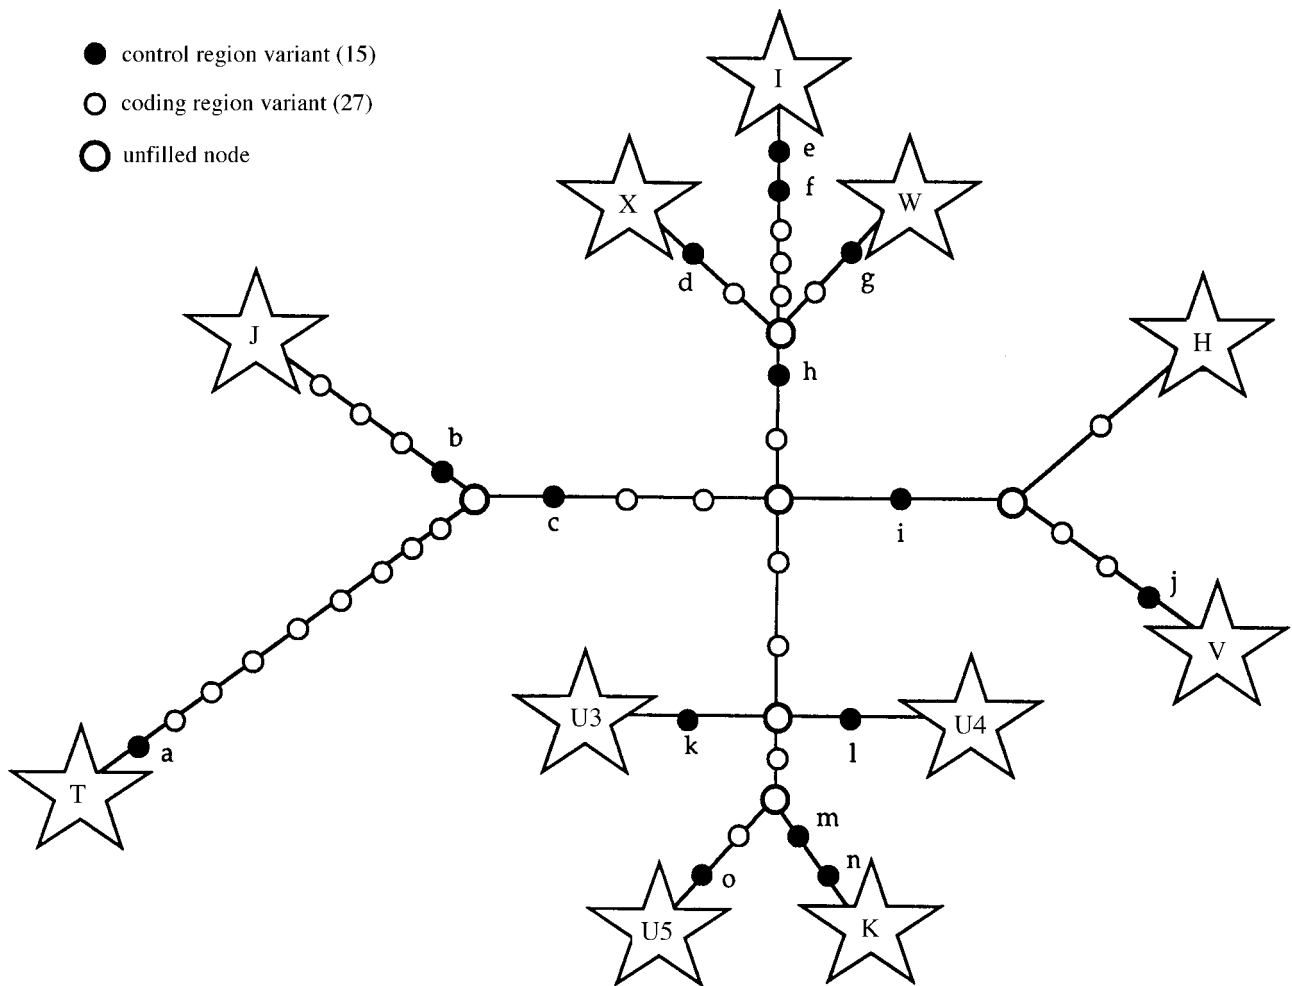 control region variant (15)
coding region variant (27)
unfilled node
I
e
f
X
W
d
g
h
J
H
b
c
i
j
V
U3
k
l
U4
a
T
m
n
o
U5
K